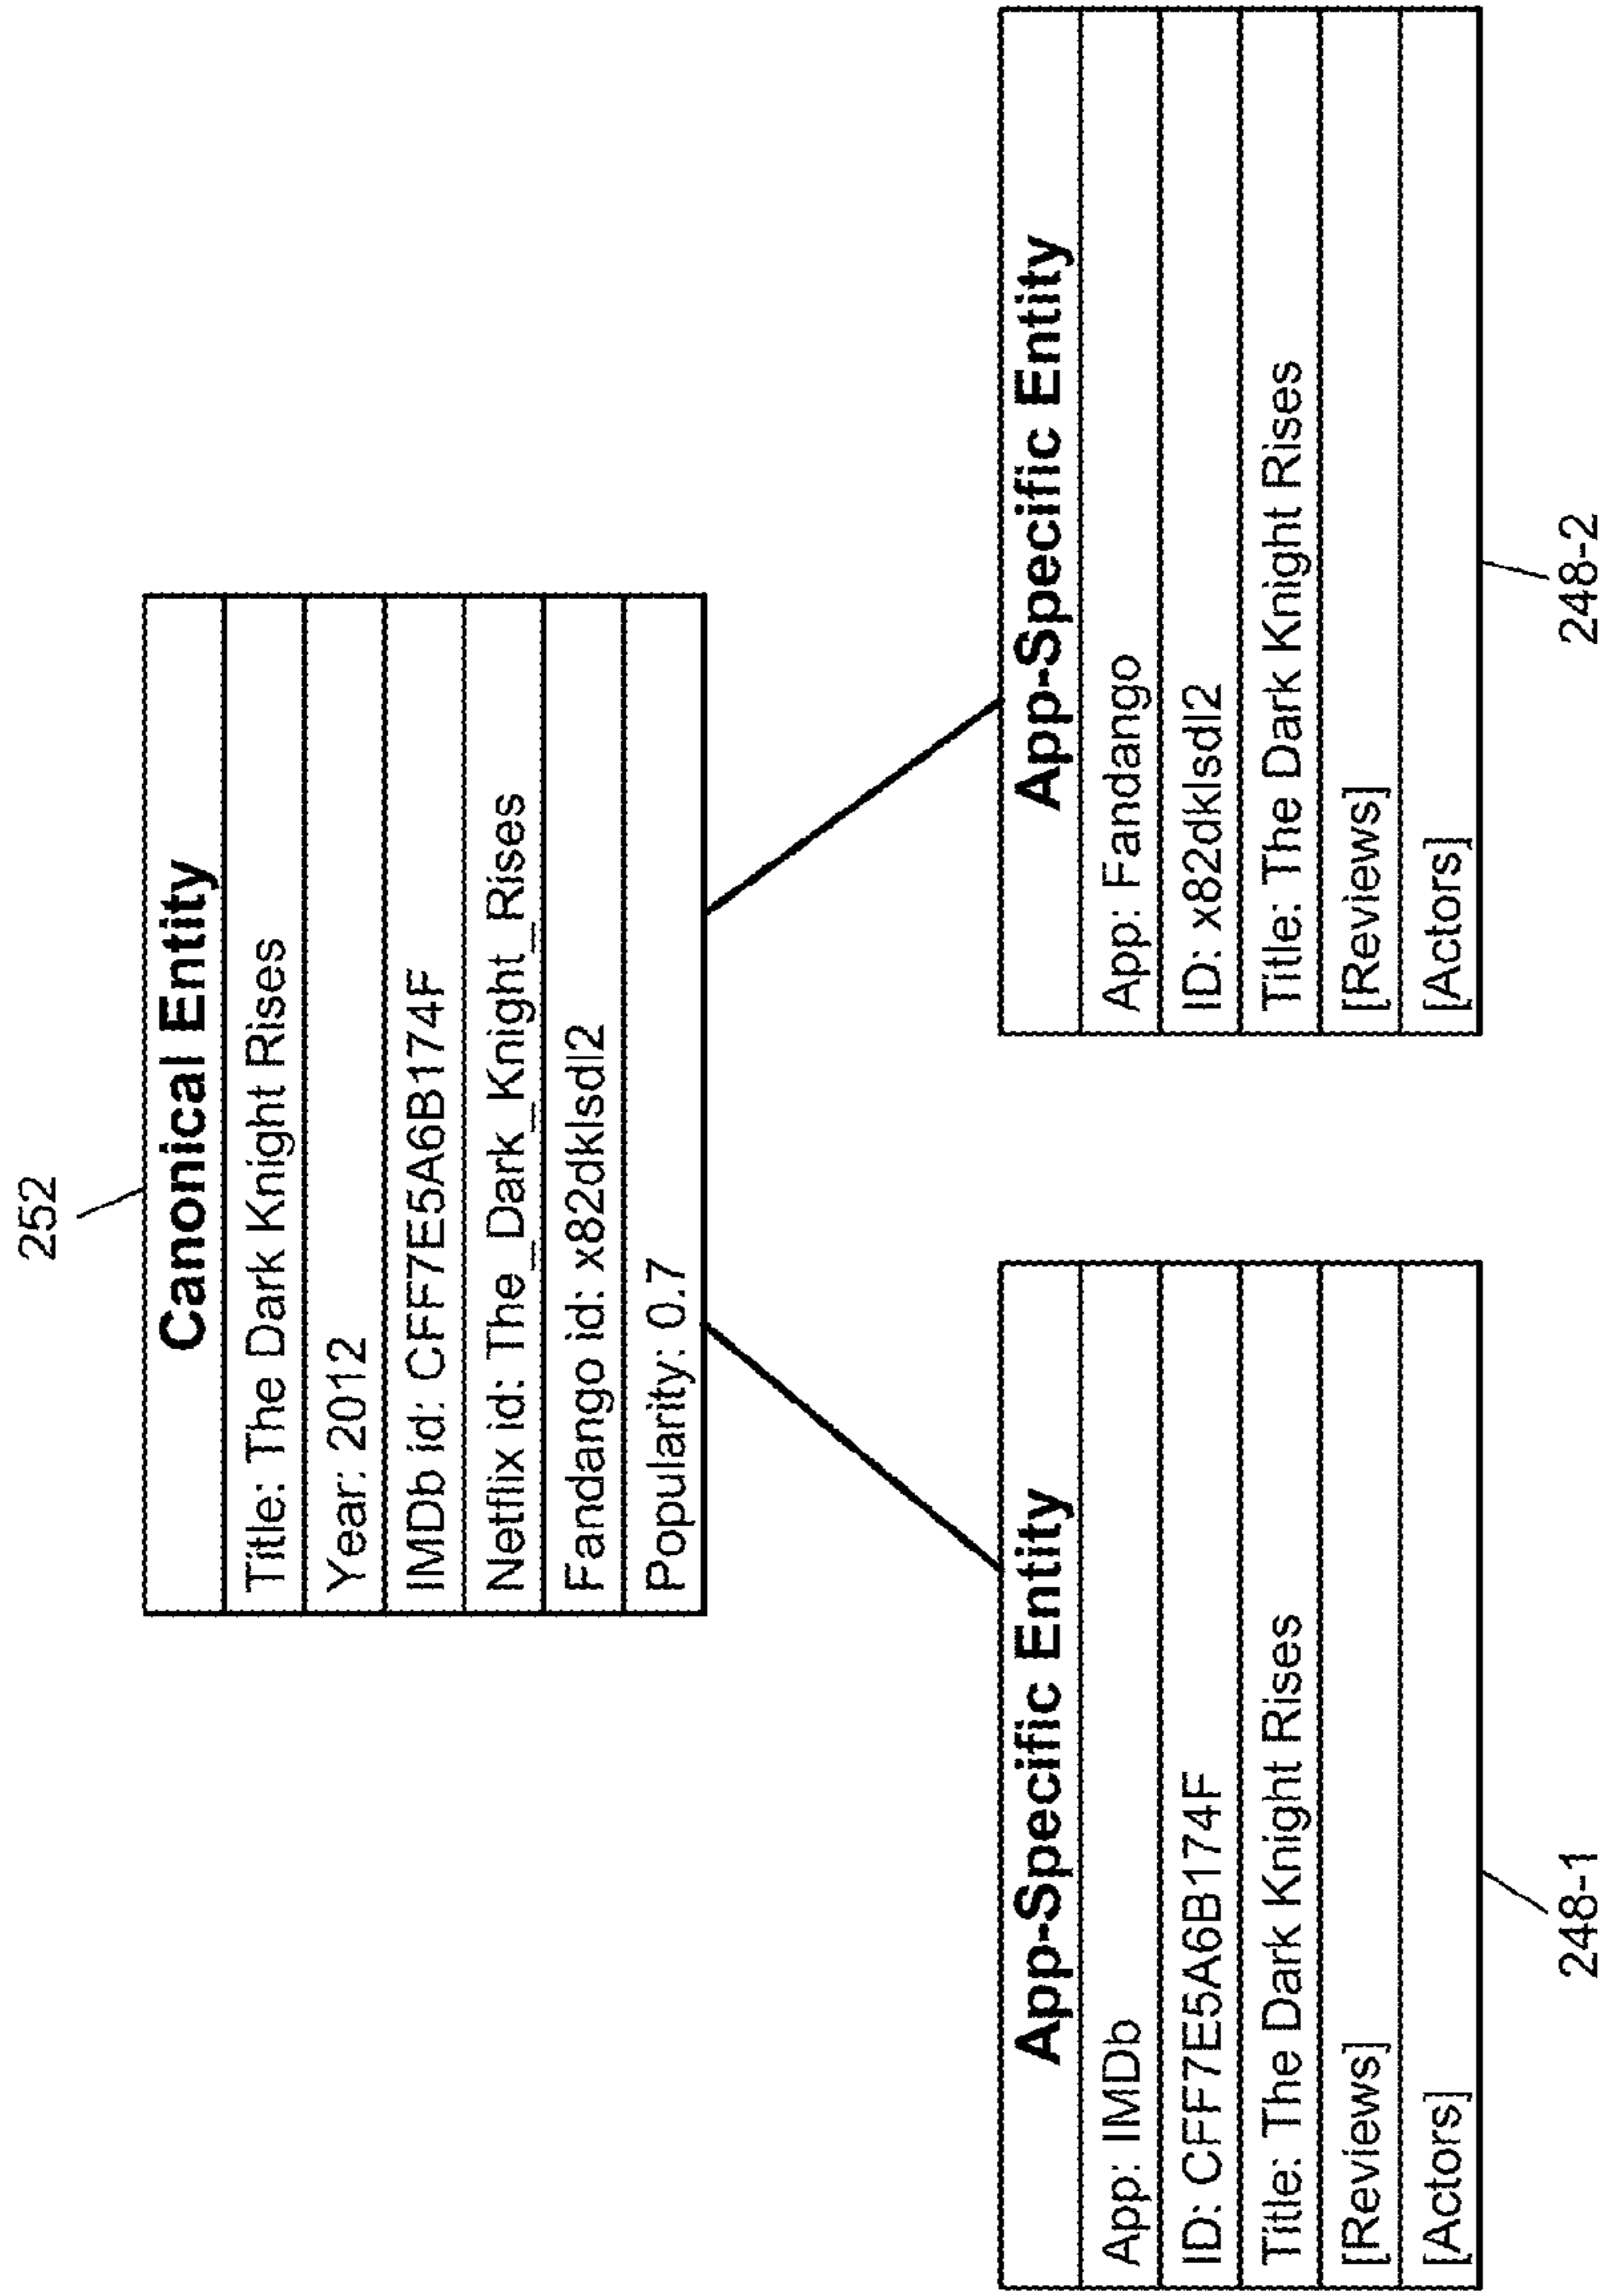 252
Canonical Entity
Title: The Dark Knight Rises
Year: 2012
IMDb id: CFF7E5A6B174F
Netflix id: The_Dark_Knight_Rises
Fandango id: x82dklsdl2
Popularity: 0.7
App-Specific Entity
App: IMDb
ID: CFF7E5A6B174F
Title: The Dark Knight Rises
[Reviews]
[Actors]
248-1
App-Specific Entity
App: Fandango
ID: x82dklsdl2
Title: The Dark Knight Rises
[Reviews]
[Actors]
248-2